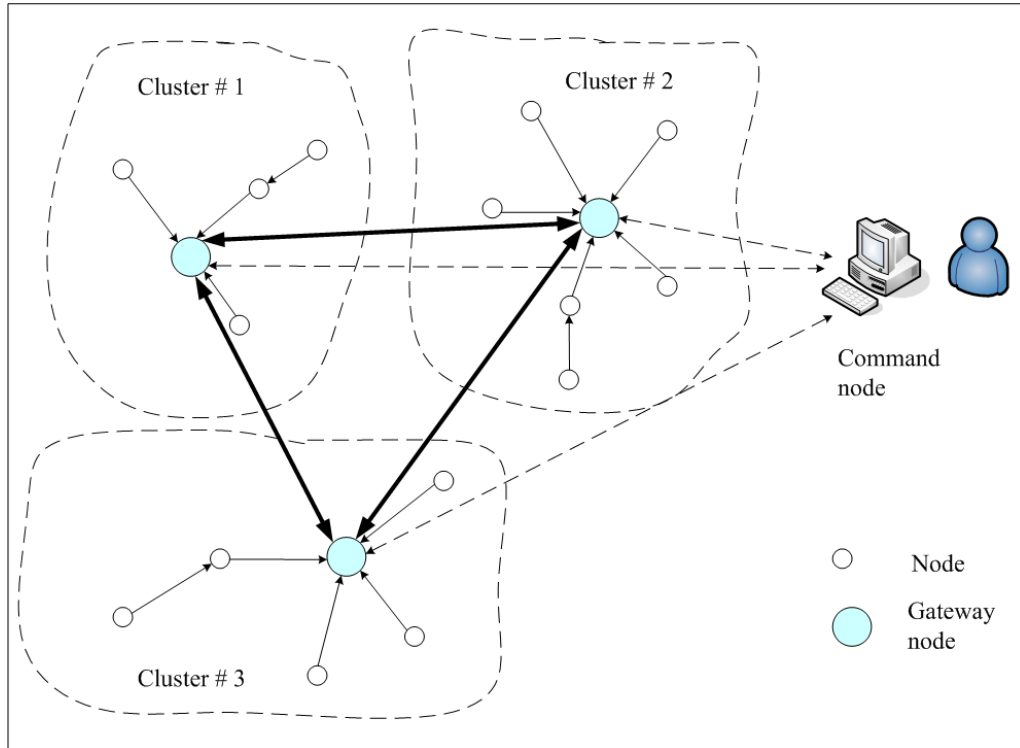 Cluster # 1
Cluster # 2
Command
node
Node
Gateway
node
Cluster # 3